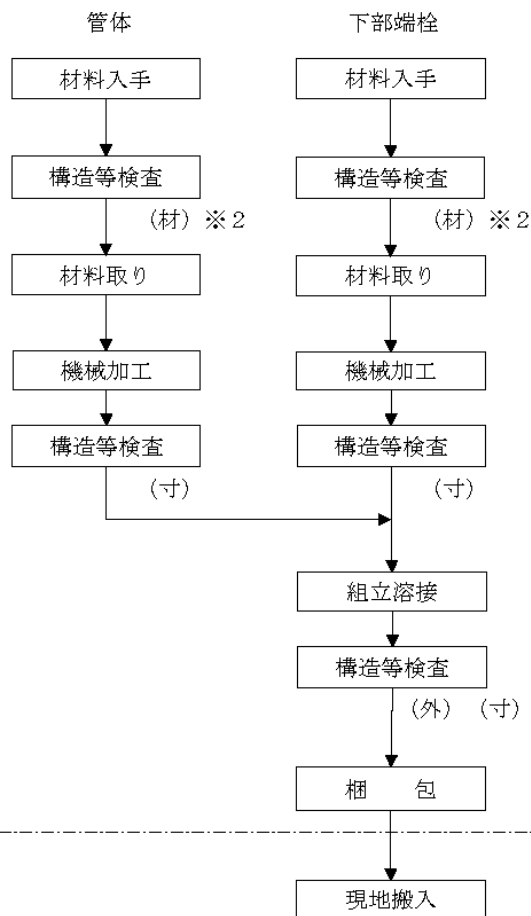 管体 下部端栓
材料入手 材料入手
構造等検査 構造等検査
(材) ※2 (材) ※2
材料取り 材料取り
機械加工 機械加工
構造等検査 構造等検査
(寸) (寸)
組立溶接
構造等検査
(外) (寸)
梱 包
現地搬入